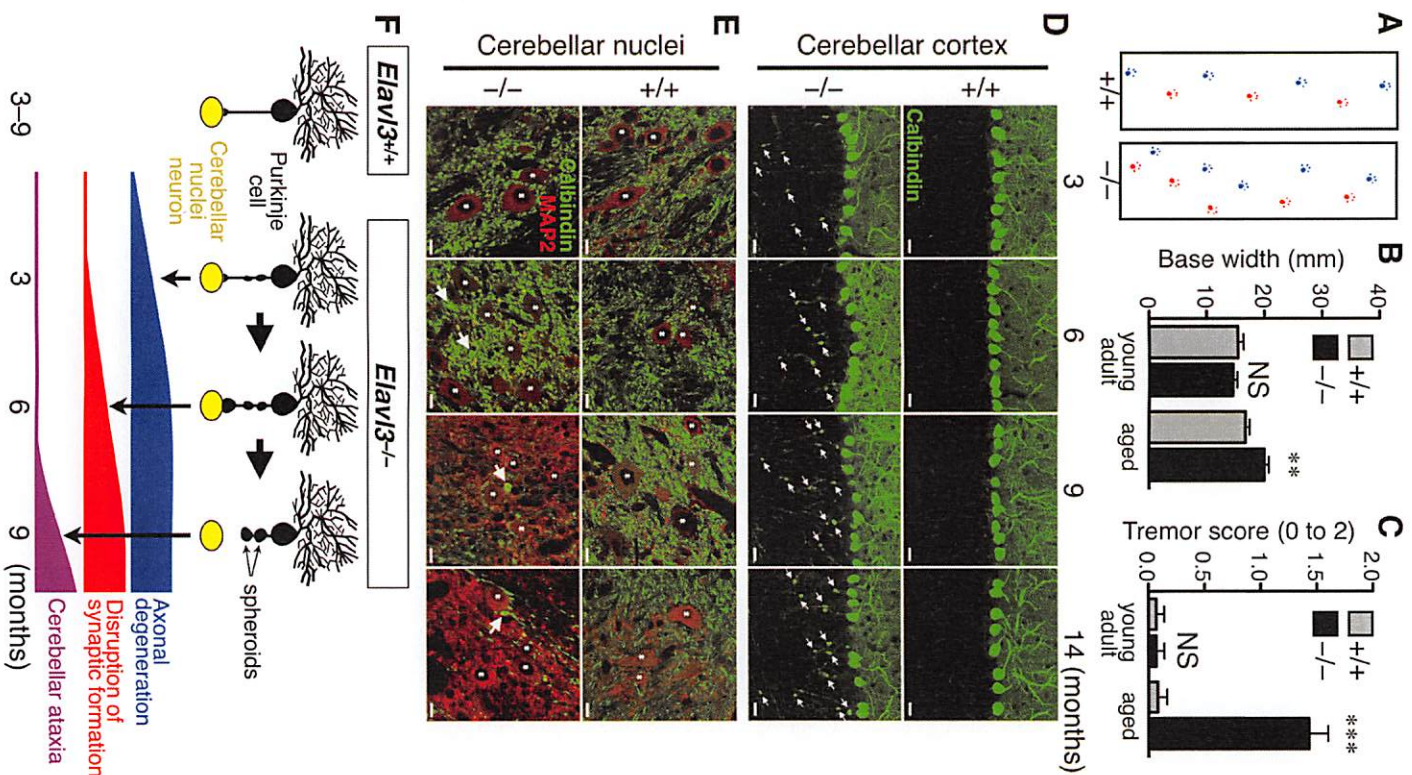 A
+/+
−/−
B
Base width (mm)
0
10
20
30
40
+/+
−/−
NS
**
young
adult
aged
C
Tremor score (0 to 2)
0.0
0.5
1.0
1.5
2.0
+/+
−/−
NS
***
young
adult
aged
D
3
6
9
14 (months)
Cerebellar cortex
+/+
−/−
Calbindin
E
Cerebellar nuclei
+/+
−/−
Calbindin
MAP2
F
Elavl3+/+
Elavl3−/−
Purkinje
cell
Cerebellar
nuclei
neuron
spheroids
Axonal
degeneration
Disruption of
synaptic formation
Cerebellar ataxia
3–9
3
6
9
(months)